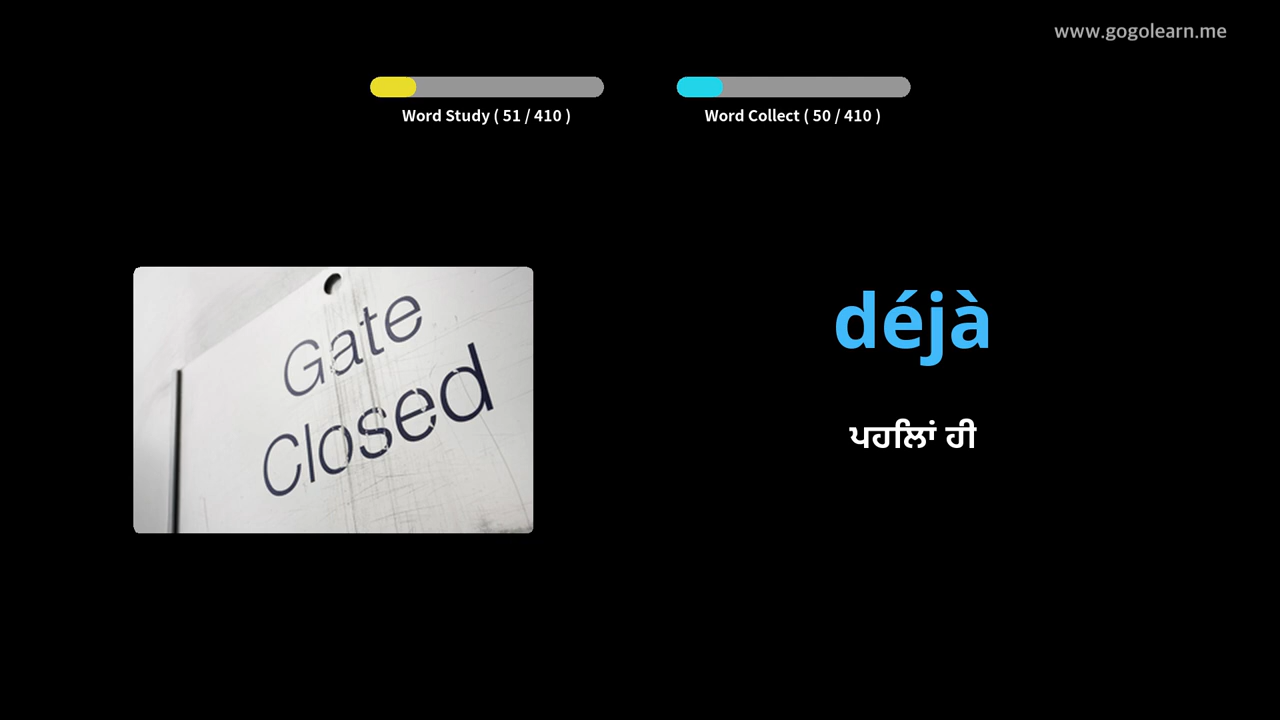 www.gogolearn.me
Word Study ( 51 / 410 )
Word Collect ( 50 / 410 )
Gate
Closed
déjà
ਪਹਿਲਾਂ ਹੀ